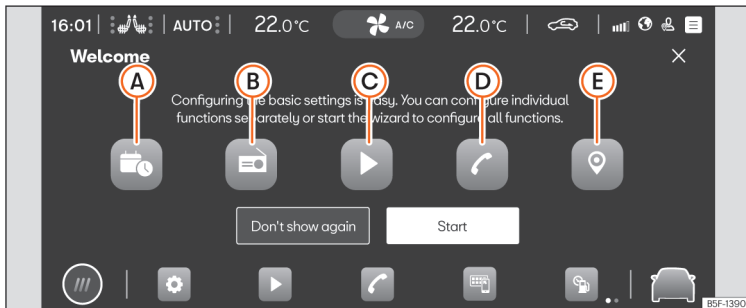 16:01 AUTO 22.0°C A/C 22.0°C
Welcome
A B C D E
Configuring the basic settings is easy. You can configure individual
functions separately or start the wizard to configure all functions.
Don't show again Start
B5F-1390